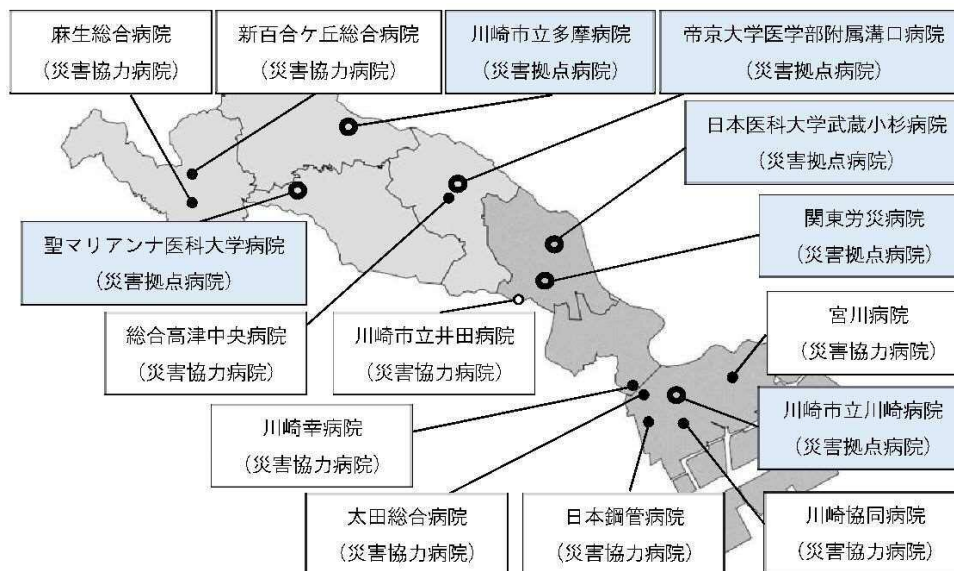 麻生総合病院
(災害協力病院)
新百合ケ丘総合病院
(災害協力病院)
川崎市立多摩病院
(災害拠点病院)
帝京大学医学部附属溝口病院
(災害拠点病院)
日本医科大学武蔵小杉病院
(災害拠点病院)
関東労災病院
(災害拠点病院)
聖マリアンナ医科大学病院
(災害拠点病院)
総合高津中央病院
(災害協力病院)
川崎市立井田病院
(災害協力病院)
宮川病院
(災害協力病院)
川崎幸病院
(災害協力病院)
川崎市立川崎病院
(災害拠点病院)
太田総合病院
(災害協力病院)
日本鋼管病院
(災害協力病院)
川崎協同病院
(災害協力病院)